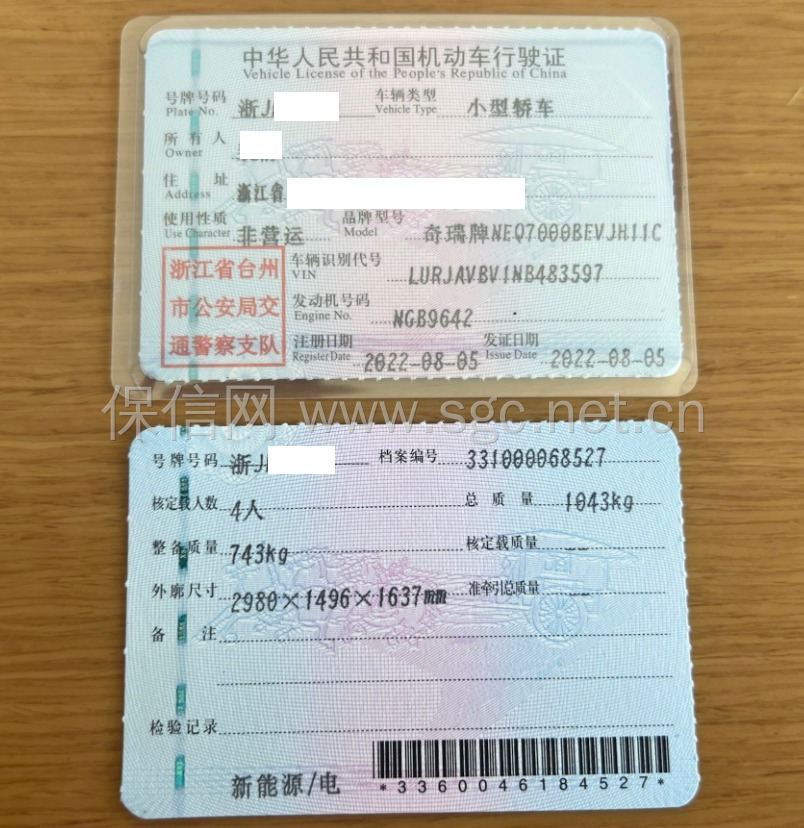 中华人民共和国机动车行驶证
Vehicle License of the People's Republic of China
号牌号码 浙J 车辆类型 小型轿车
Plate No. Vehicle Type
所有人
Owner
住址 浙江省
Address
使用性质 非营运 品牌型号 奇瑞牌NEQ7000BEVJH11C
Use Character Model
浙江省台州
市公安局交
通警察支队
车辆识别代号 LURJAVBV1NB483597
VIN
发动机号码 NGB9642
Engine No.
注册日期 2022-08-05 发证日期 2022-08-05
Register Date Issue Date
保信网 www.sgc.net.cn
号牌号码 浙J 档案编号 331000068527
核定载人数 4人 总质量 1043kg
整备质量 743kg 核定载质量 --
外廓尺寸 2980×1496×1637mm 准牵引总质量 --
备注
检验记录
新能源/电
*3360046184527*